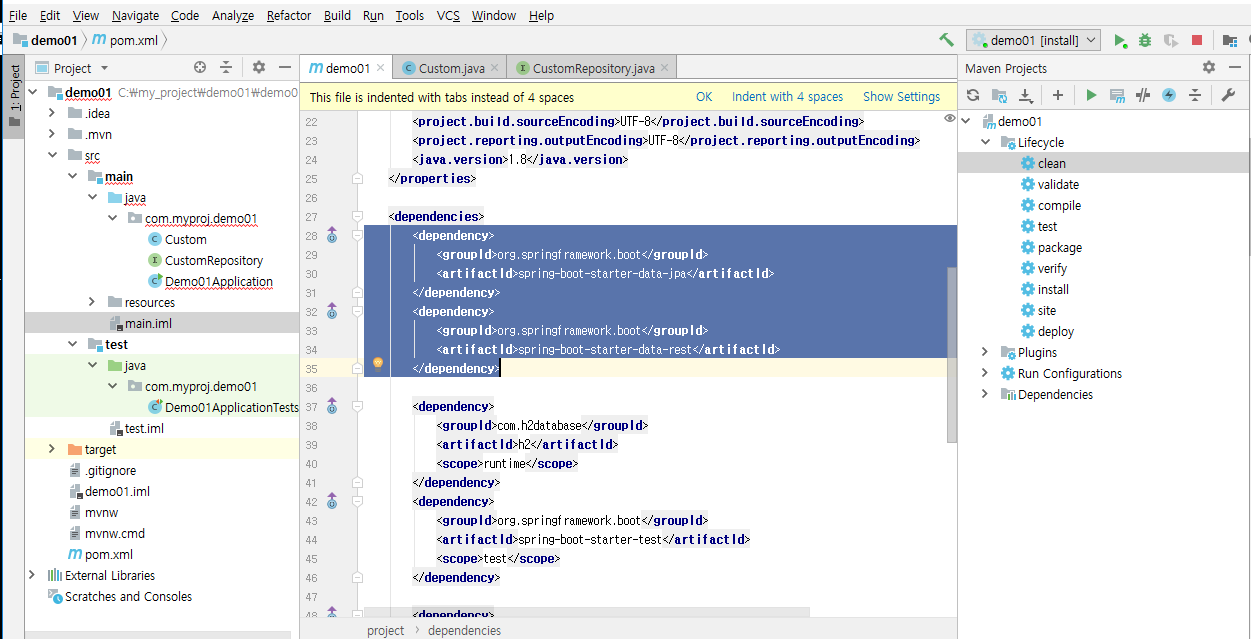 File Edit View Navigate Code Analyze Refactor Build Run Tools VCS Window Help
demo01 pom.xml demo01 [install]
1: Project
Project
demo01 C:\my_project\demo01\demo0
.idea
.mvn
src
main
java
com.myproj.demo01
Custom
CustomRepository
Demo01Application
resources
main.iml
test
java
com.myproj.demo01
Demo01ApplicationTests
test.iml
target
.gitignore
demo01.iml
mvnw
mvnw.cmd
pom.xml
External Libraries
Scratches and Consoles
demo01 Custom.java CustomRepository.java
This file is indented with tabs instead of 4 spaces OK Indent with 4 spaces Show Settings
22 <project.build.sourceEncoding>UTF-8</project.build.sourceEncoding>
23 <project.reporting.outputEncoding>UTF-8</project.reporting.outputEncoding>
24 <java.version>1.8</java.version>
25 </properties>
26
27 <dependencies>
28 <dependency>
29 <groupId>org.springframework.boot</groupId>
30 <artifactId>spring-boot-starter-data-jpa</artifactId>
31 </dependency>
32 <dependency>
33 <groupId>org.springframework.boot</groupId>
34 <artifactId>spring-boot-starter-data-rest</artifactId>
35 </dependency>
36
37 <dependency>
38 <groupId>com.h2database</groupId>
39 <artifactId>h2</artifactId>
40 <scope>runtime</scope>
41 </dependency>
42 <dependency>
43 <groupId>org.springframework.boot</groupId>
44 <artifactId>spring-boot-starter-test</artifactId>
45 <scope>test</scope>
46 </dependency>
47
48 <dependency>
project dependencies
Maven Projects
demo01
Lifecycle
clean
validate
compile
test
package
verify
install
site
deploy
Plugins
Run Configurations
Dependencies